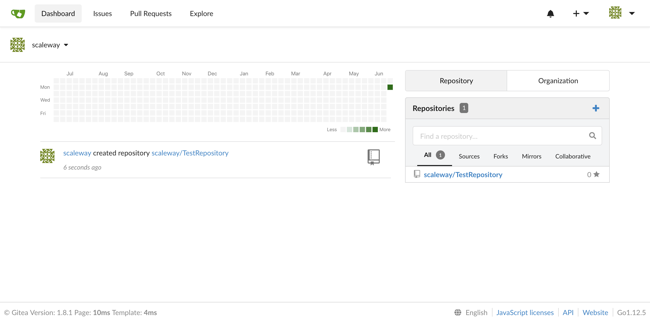 Dashboard Issues Pull Requests Explore
scaleway
Jul Aug Sep Oct Nov Dec Jan Feb Mar Apr May Jun
Mon
Wed
Fri
Less More
scaleway created repository scaleway/TestRepository
6 seconds ago
Repository Organization
Repositories 1
Find a repository...
All 1 Sources Forks Mirrors Collaborative
scaleway/TestRepository 0
© Gitea Version: 1.8.1 Page: 10ms Template: 4ms English JavaScript licenses API Website Go1.12.5